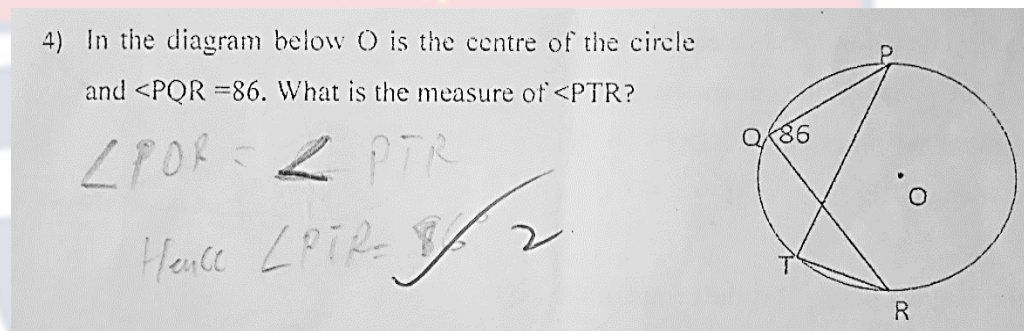 4) In the diagram below O is the centre of the circle
and <PQR =86. What is the measure of <PTR?
∠PQR = ∠ PTR
Hence ∠PTR= 86° 2
P
Q 86
O
T
R